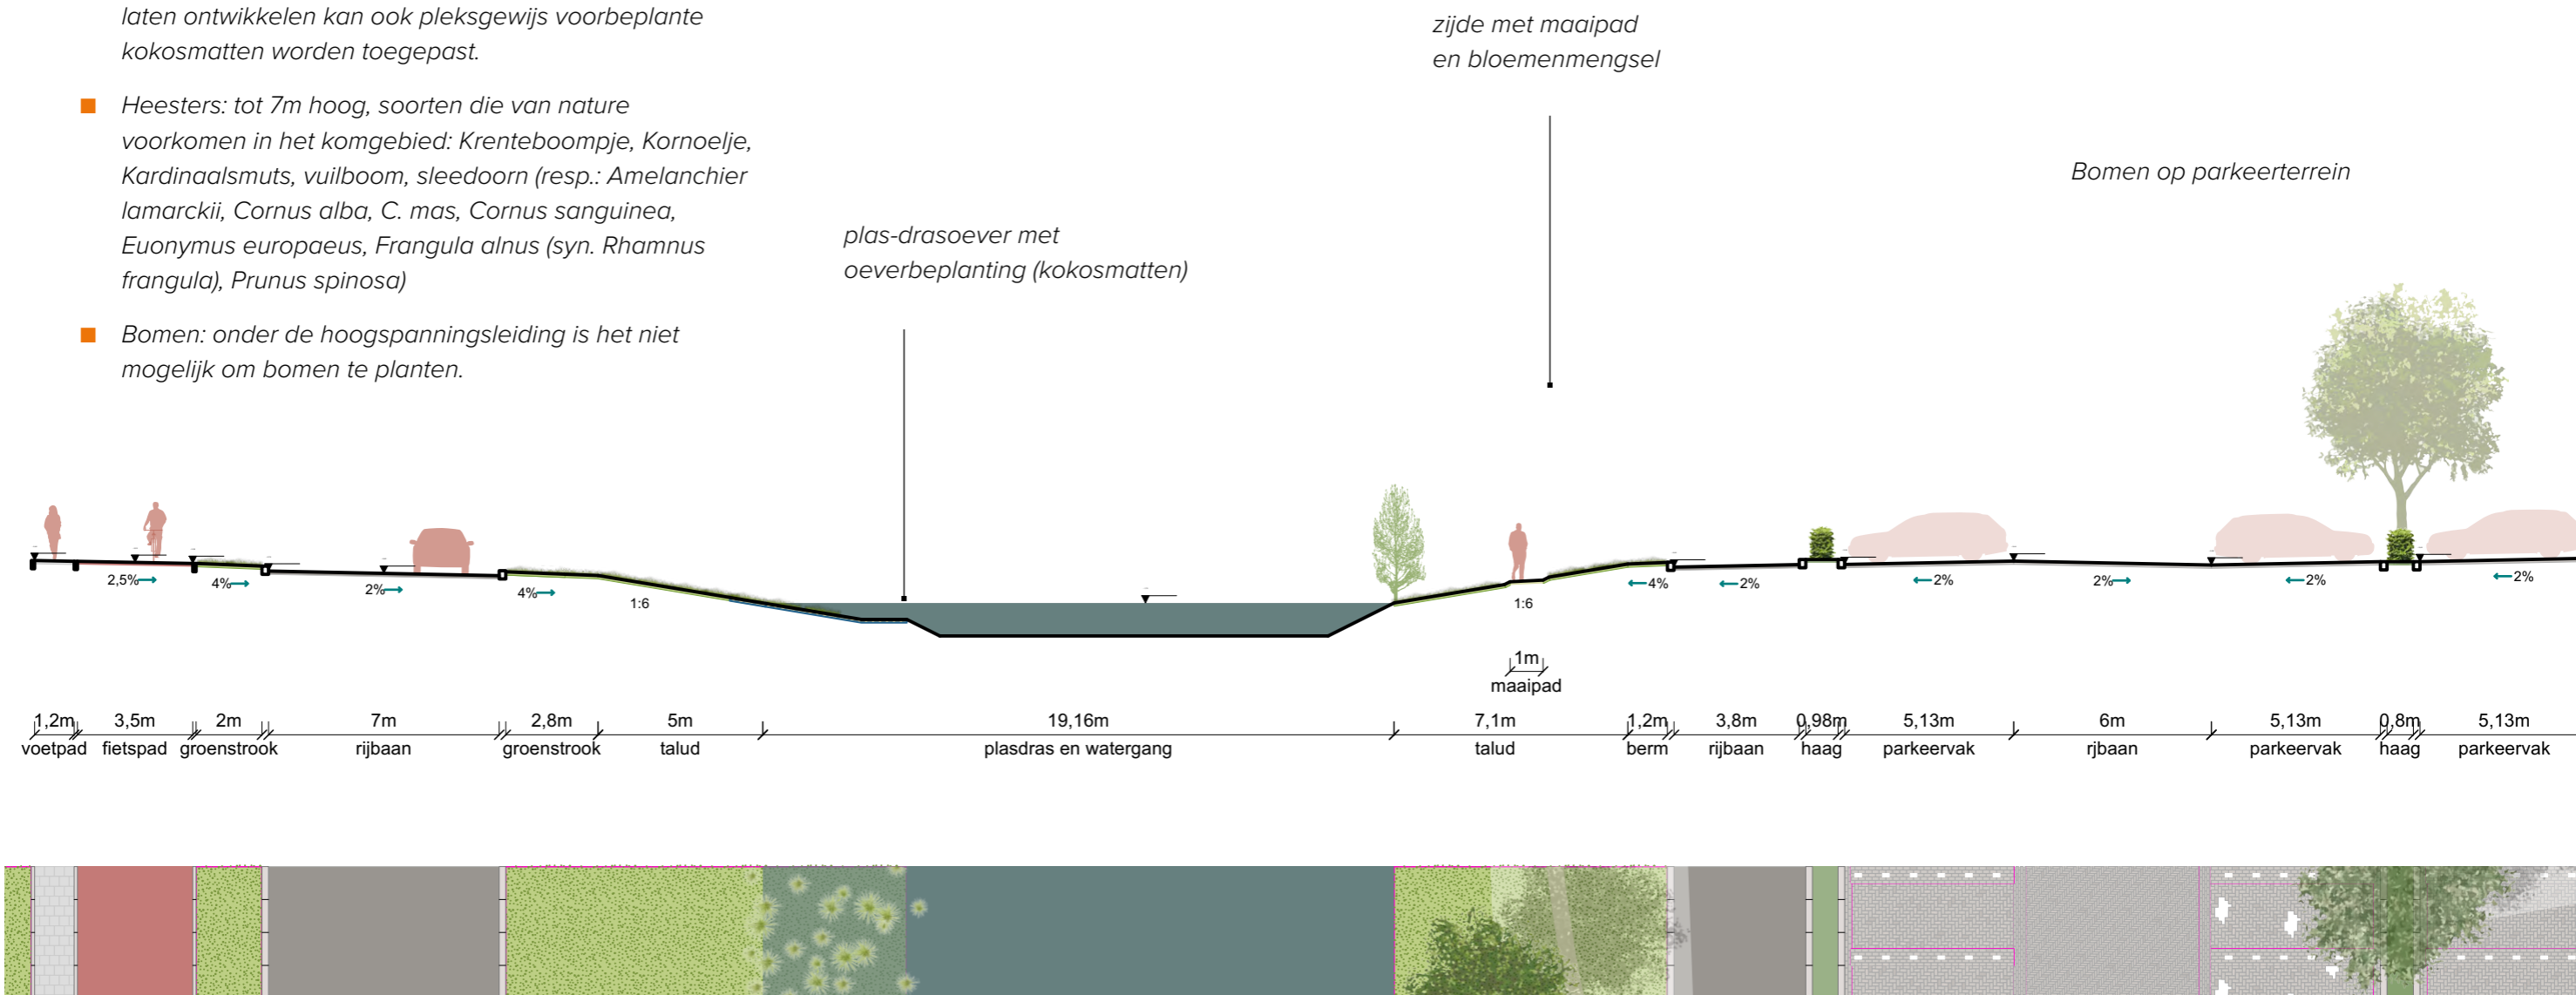 laten ontwikkelen kan ook pleksgewijs voorbeplante
kokosmatten worden toegepast.
Heesters: tot 7m hoog, soorten die van nature
voorkomen in het komgebied: Krenteboompje, Kornoelje,
Kardinaalsmuts, vuilboom, sleedoorn (resp.: Amelanchier
lamarckii, Cornus alba, C. mas, Cornus sanguinea,
Euonymus europaeus, Frangula alnus (syn. Rhamnus
frangula), Prunus spinosa)
Bomen: onder de hoogspanningsleiding is het niet
mogelijk om bomen te planten.
plas-drasoever met
oeverbeplanting (kokosmatten)
zijde met maaipad
en bloemenmengsel
Bomen op parkeerterrein
2,5% 4% 2% 4% 1:6 1:6 4% 2% 2% 2% 2% 2%
1m
maaipad
1,2m 3,5m 2m 7m 2,8m 5m 19,16m 7,1m 1,2m 3,8m 0,98m 5,13m 6m 5,13m 0,8m 5,13m
voetpad fietspad groenstrook rijbaan groenstrook talud plasdras en watergang talud berm rijbaan haag parkeervak rjbaan parkeervak haag parkeervak